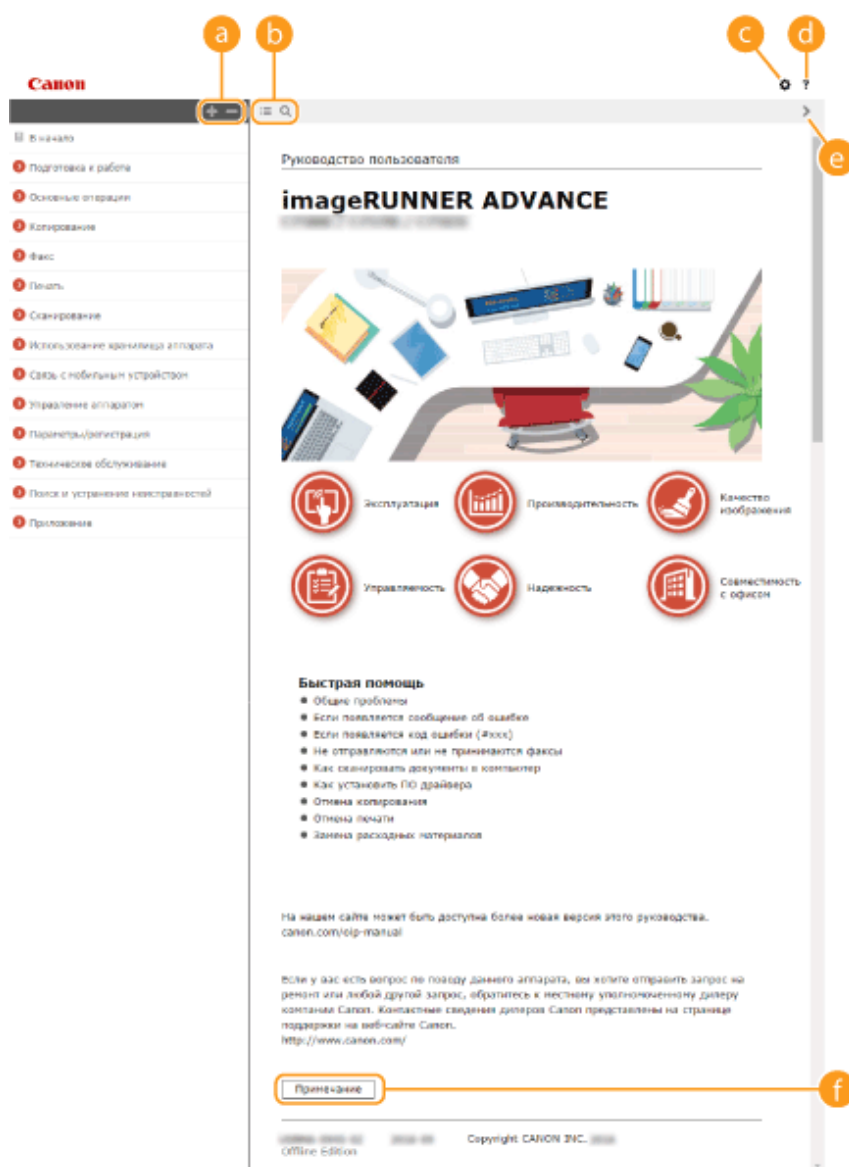 a b c d
Canon
+ −
?
e
В начало
Подготовка к работе
Основные операции
Копирование
Факс
Печать
Сканирование
Использование хранилища аппарата
Связь с мобильным устройством
Управление аппаратом
Параметры/регистрация
Техническое обслуживание
Поиск и устранение неисправностей
Приложение
Руководство пользователя
imageRUNNER ADVANCE
Эксплуатация
Производительность
Качество
изображения
Управляемость
Надежность
Совместимость
с офисом
Быстрая помощь
Общие проблемы
Если появляется сообщение об ошибке
Если появляется код ошибки (#xxx)
Не отправляются или не принимаются факсы
Как сканировать документы в компьютер
Как установить ПО драйвера
Отмена копирования
Отмена печати
Замена расходных материалов
На нашем сайте может быть доступна более новая версия этого руководства.
canon.com/oip-manual
Если у вас есть вопрос по поводу данного аппарата, вы хотите отправить запрос на
ремонт или любой другой запрос, обратитесь к местному уполномоченному дилеру
компании Canon. Контактные сведения дилеров Canon представлены на странице
поддержки на веб-сайте Canon.
http://www.canon.com/
Примечание
f
Copyright CANON INC.
Offline Edition